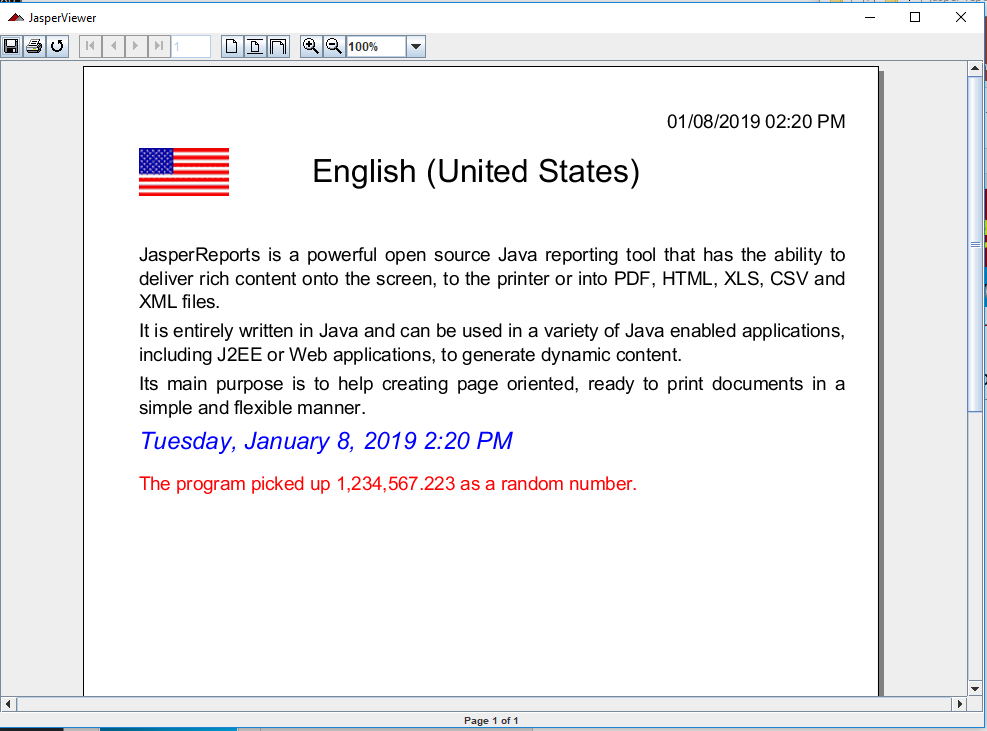 JasperViewer
1
100%
01/08/2019 02:20 PM
English (United States)
JasperReports is a powerful open source Java reporting tool that has the ability to
deliver rich content onto the screen, to the printer or into PDF, HTML, XLS, CSV and
XML files.
It is entirely written in Java and can be used in a variety of Java enabled applications,
including J2EE or Web applications, to generate dynamic content.
Its main purpose is to help creating page oriented, ready to print documents in a
simple and flexible manner.
Tuesday, January 8, 2019 2:20 PM
The program picked up 1,234,567.223 as a random number.
Page 1 of 1